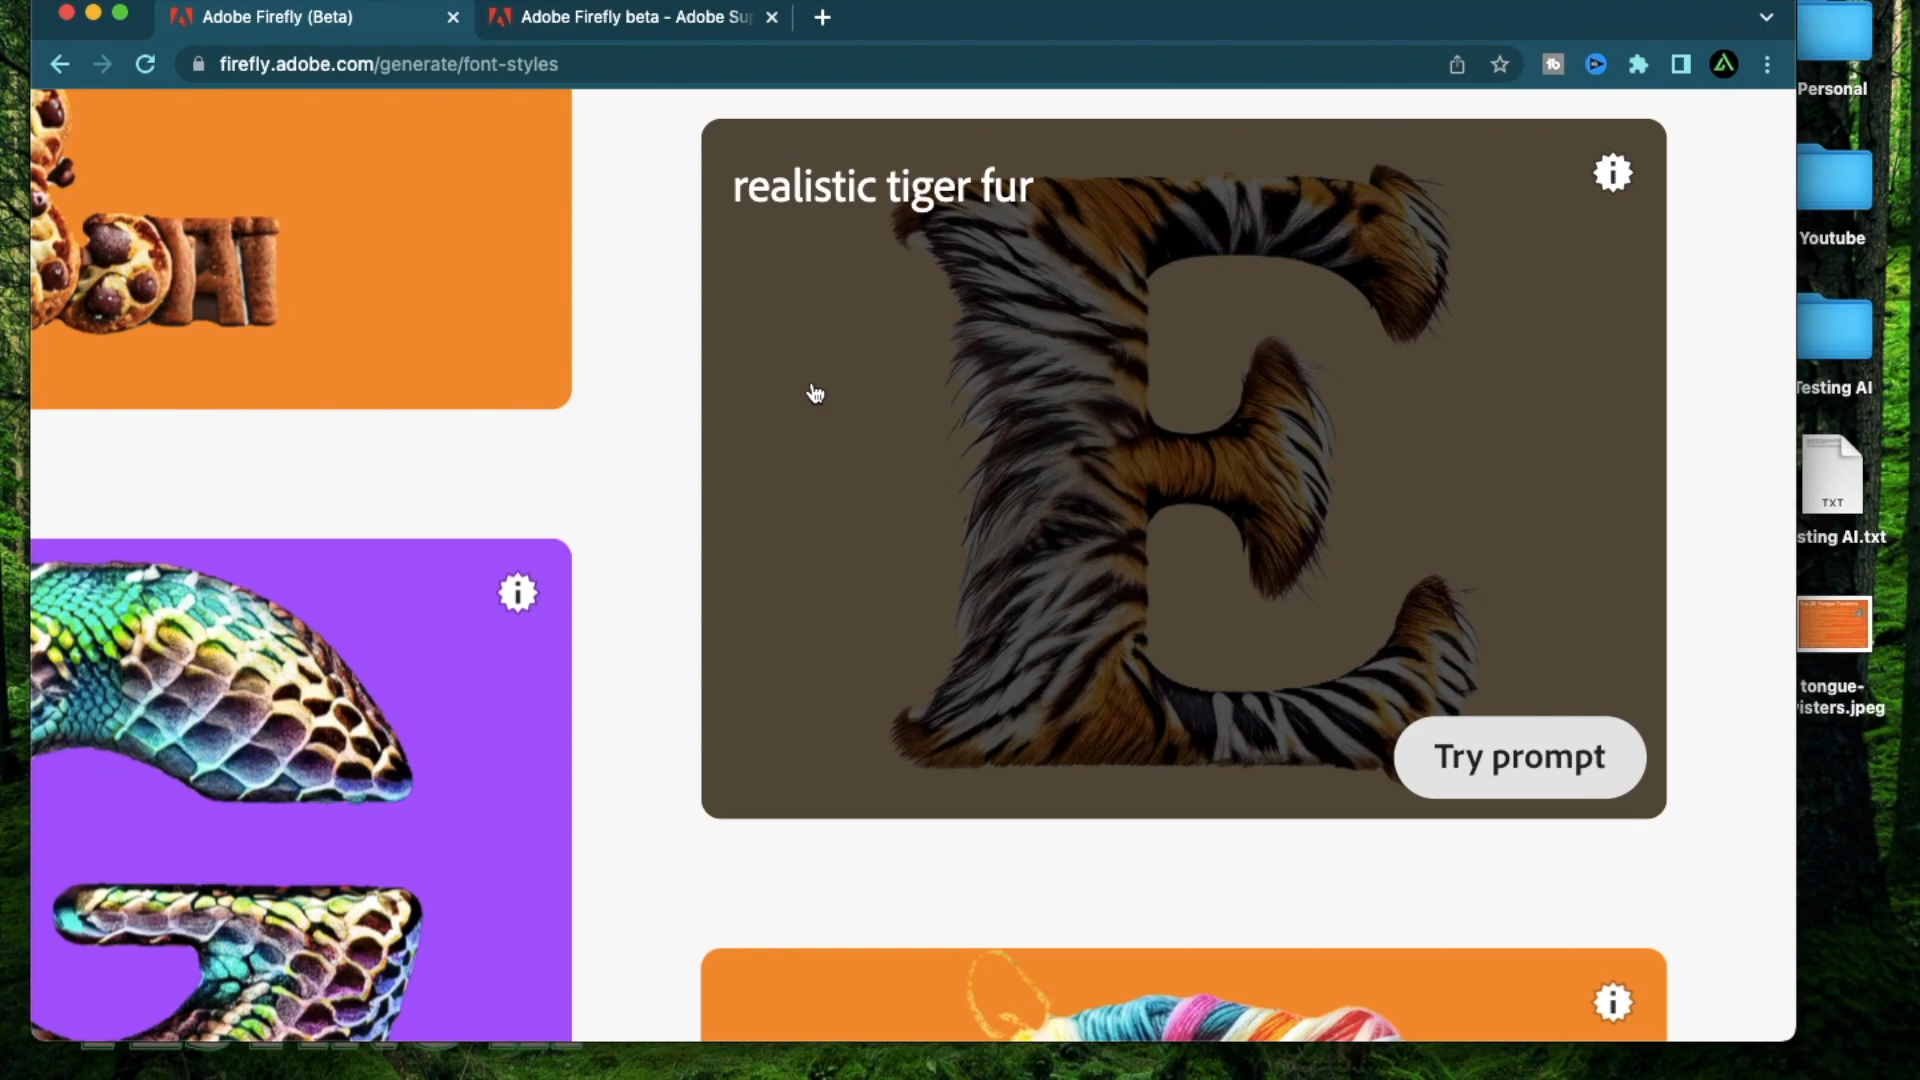 Adobe Firefly (Beta)
Adobe Firefly beta - Adobe Su
firefly.adobe.com/generate/font-styles
Personal
realistic tiger fur
Youtube
Testing AI
TXT
sting AI.txt
tongue-
isters.jpeg
Try prompt
E